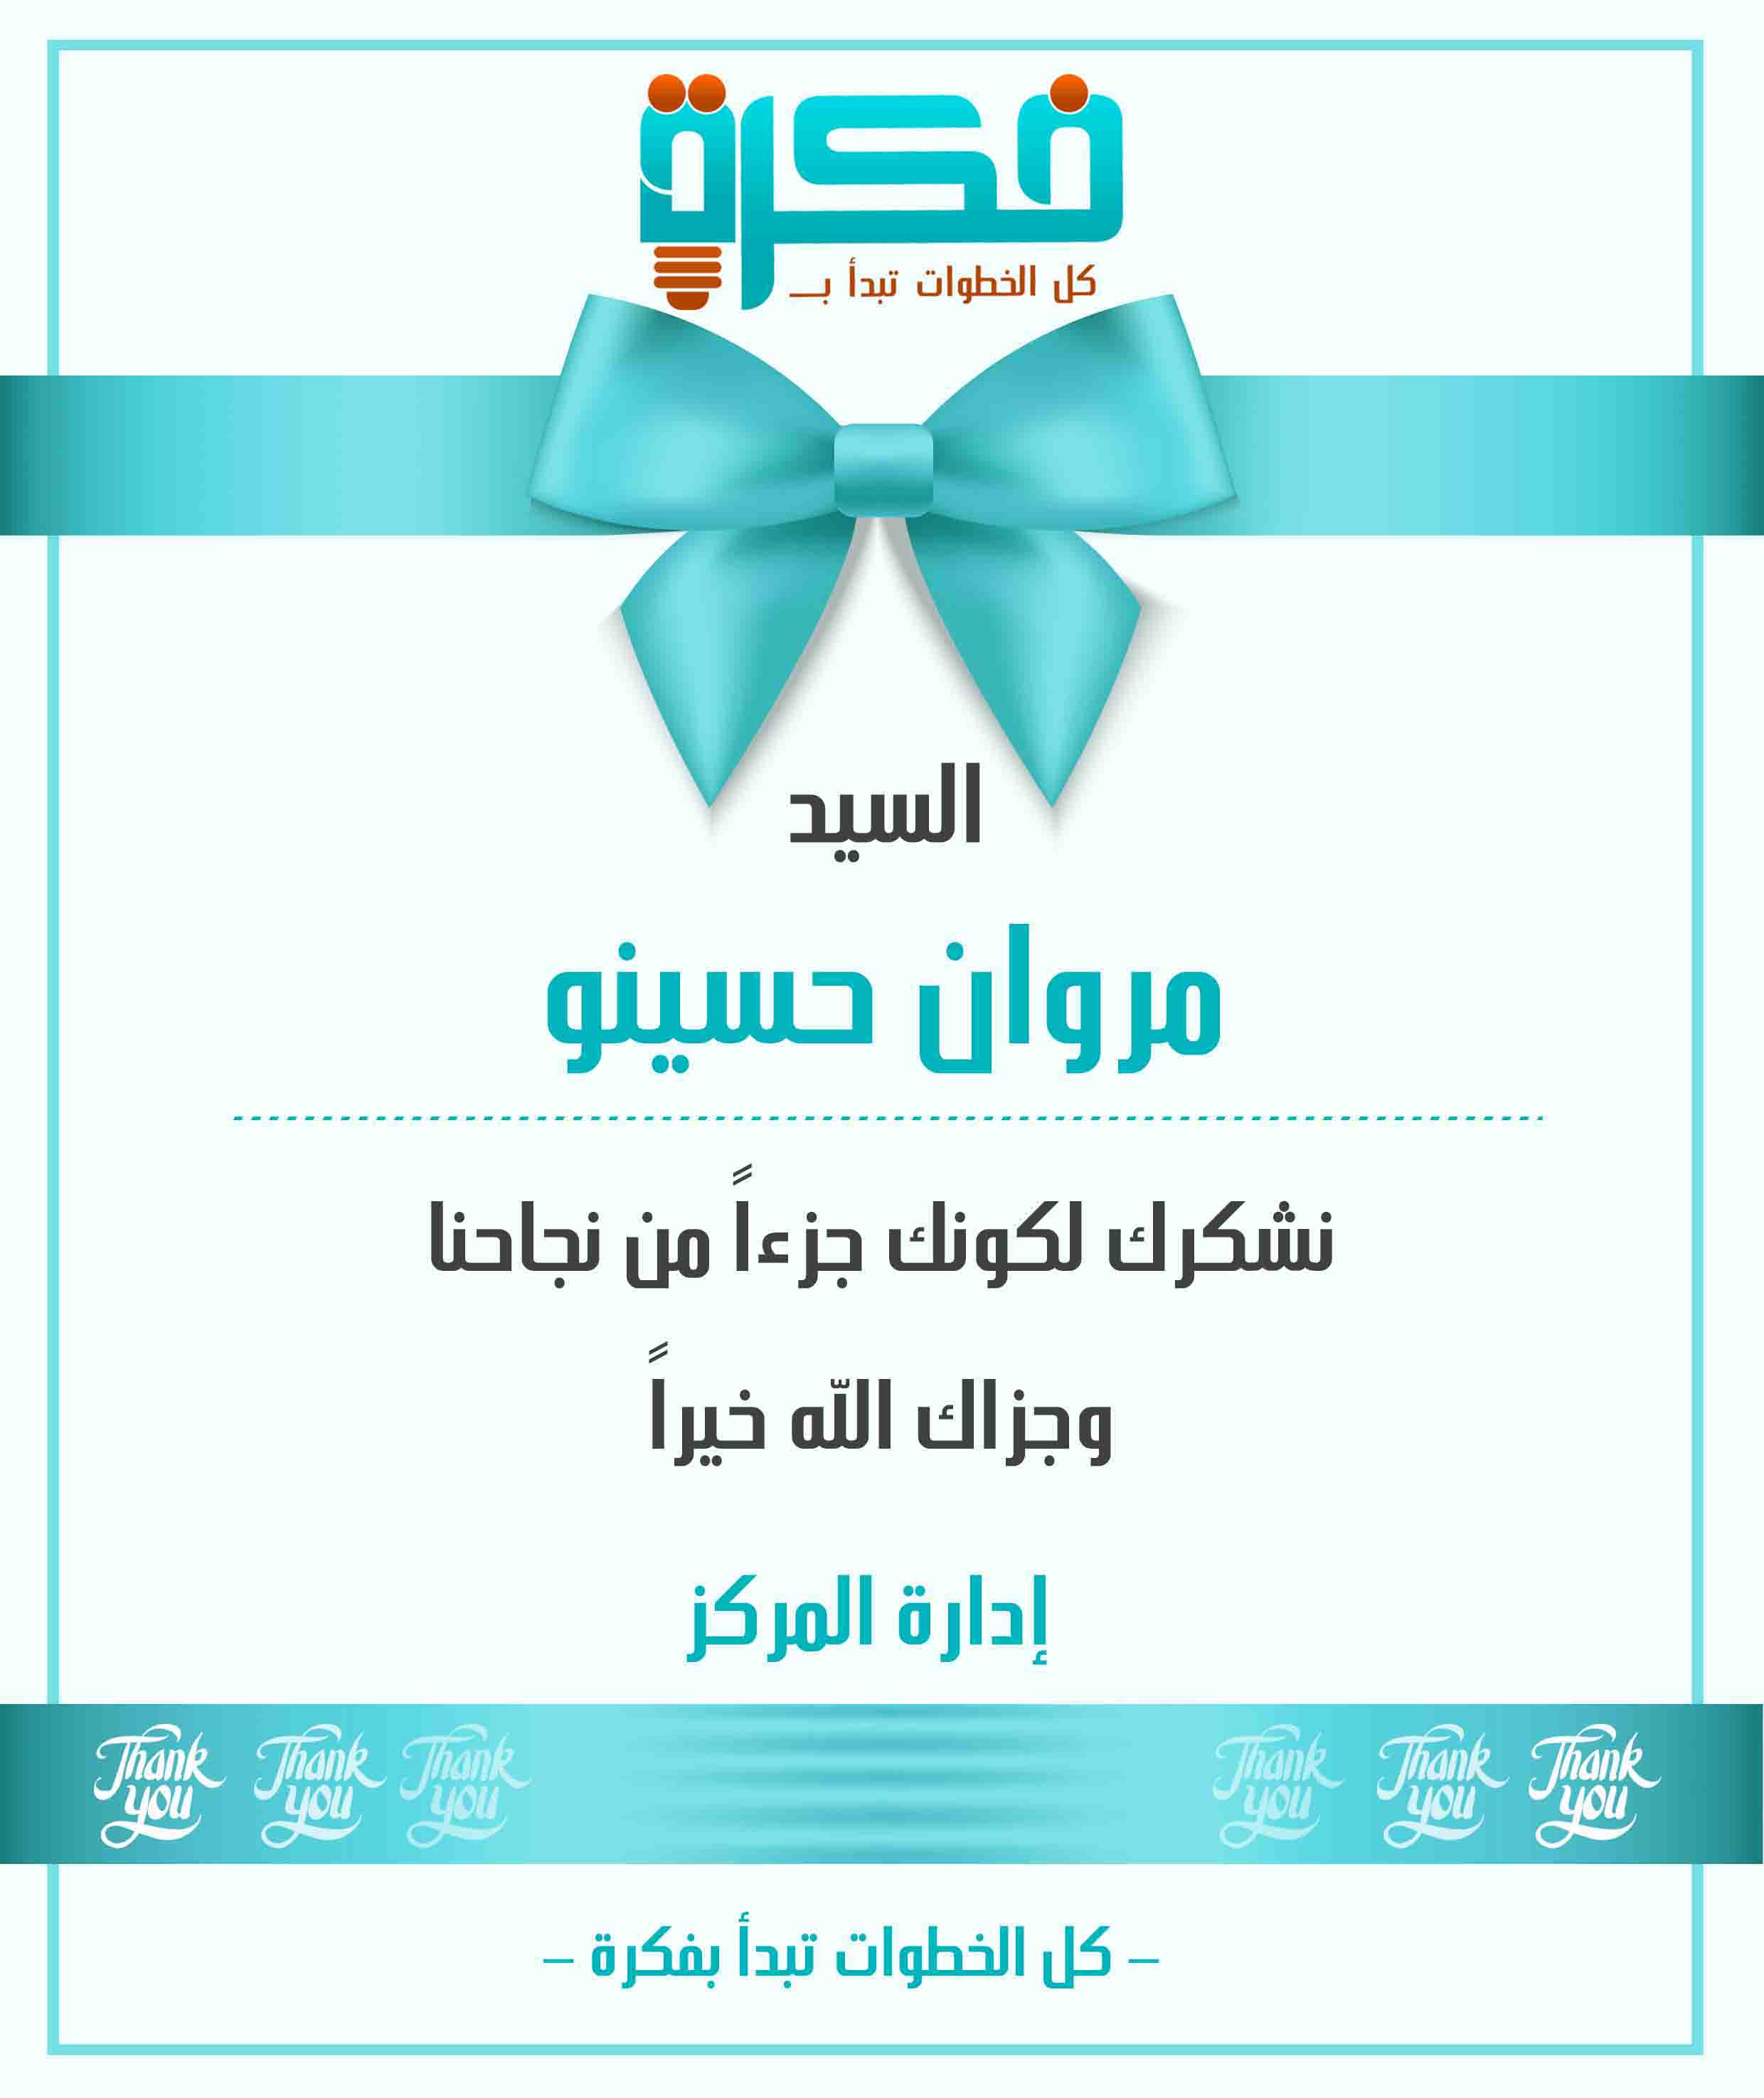 فكرة
كل الخطوات تبدأ بـ
السيد
مروان حسينو
نشكرك لكونك جزءاً من نجاحنا
وجزاك الله خيراً
إدارة المركز
Thank you Thank you Thank you Thank you Thank you Thank you
– كل الخطوات تبدأ بفكرة –